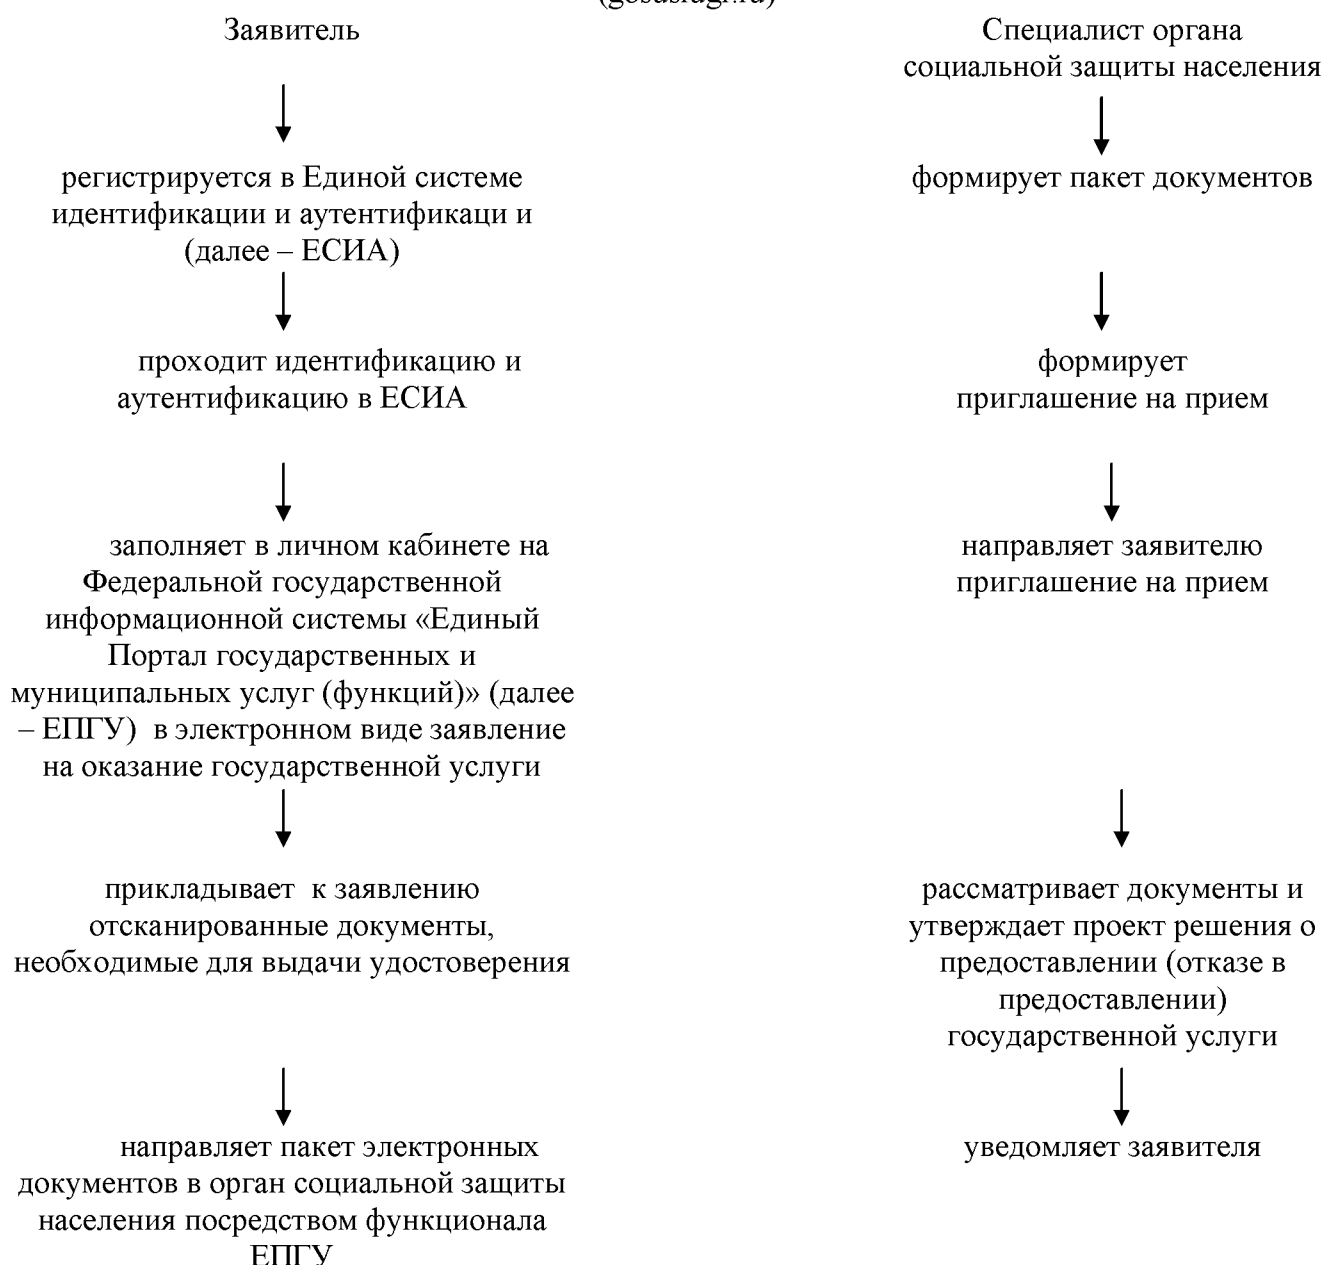 (gosuslugi.ru)
Заявитель
регистрируется в Единой системе
идентификации и аутентификаци и
(далее – ЕСИА)
проходит идентификацию и
аутентификацию в ЕСИА
заполняет в личном кабинете на
Федеральной государственной
информационной системы «Единый
Портал государственных и
муниципальных услуг (функций)» (далее
– ЕПГУ)  в электронном виде заявление
на оказание государственной услуги
прикладывает  к заявлению
отсканированные документы,
необходимые для выдачи удостоверения
направляет пакет электронных
документов в орган социальной защиты
населения посредством функционала
ЕПГУ
Специалист органа
социальной защиты населения
формирует пакет документов
формирует
приглашение на прием
направляет заявителю
приглашение на прием
рассматривает документы и
утверждает проект решения о
предоставлении (отказе в
предоставлении)
государственной услуги
уведомляет заявителя